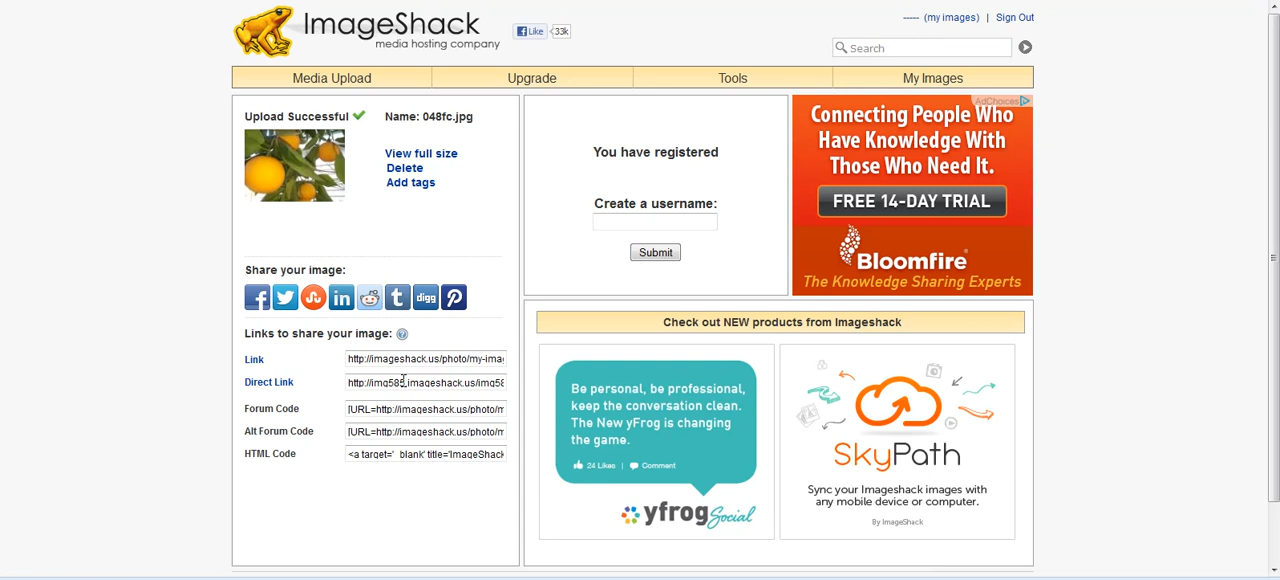 ImageShack
media hosting company
Like 33k
----- (my images) | Sign Out
Search
Media Upload
Upgrade
Tools
My Images
Upload Successful
Name: 048fc.jpg
View full size
Delete
Add tags
Share your image:
Links to share your image:
Link http://imageshack.us/photo/my-imag
Direct Link http://img585.imageshack.us/img58
Forum Code [URL=http://imageshack.us/photo/m
Alt Forum Code [URL=http://imageshack.us/photo/m
HTML Code <a target='_blank' title='ImageShack
You have registered
Create a username:
Submit
AdChoices
Connecting People Who
Have Knowledge With
Those Who Need It.
FREE 14-DAY TRIAL
Bloomfire
The Knowledge Sharing Experts
Check out NEW products from Imageshack
Be personal, be professional,
keep the conversation clean.
The New yFrog is changing
the game.
24 Likes | Comment
yfrog Social
SkyPath
Sync your Imageshack images with
any mobile device or computer.
By ImageShack